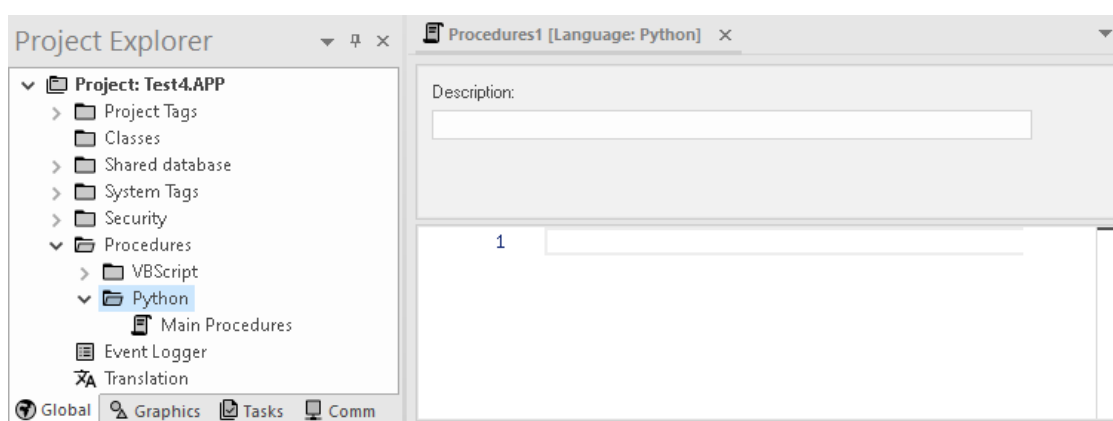 Project Explorer
Project: Test4.APP
Project Tags
Classes
Shared database
System Tags
Security
Procedures
VBScript
Python
Main Procedures
Event Logger
Translation
Global Graphics Tasks Comm
Procedures1 [Language: Python]
Description:
1